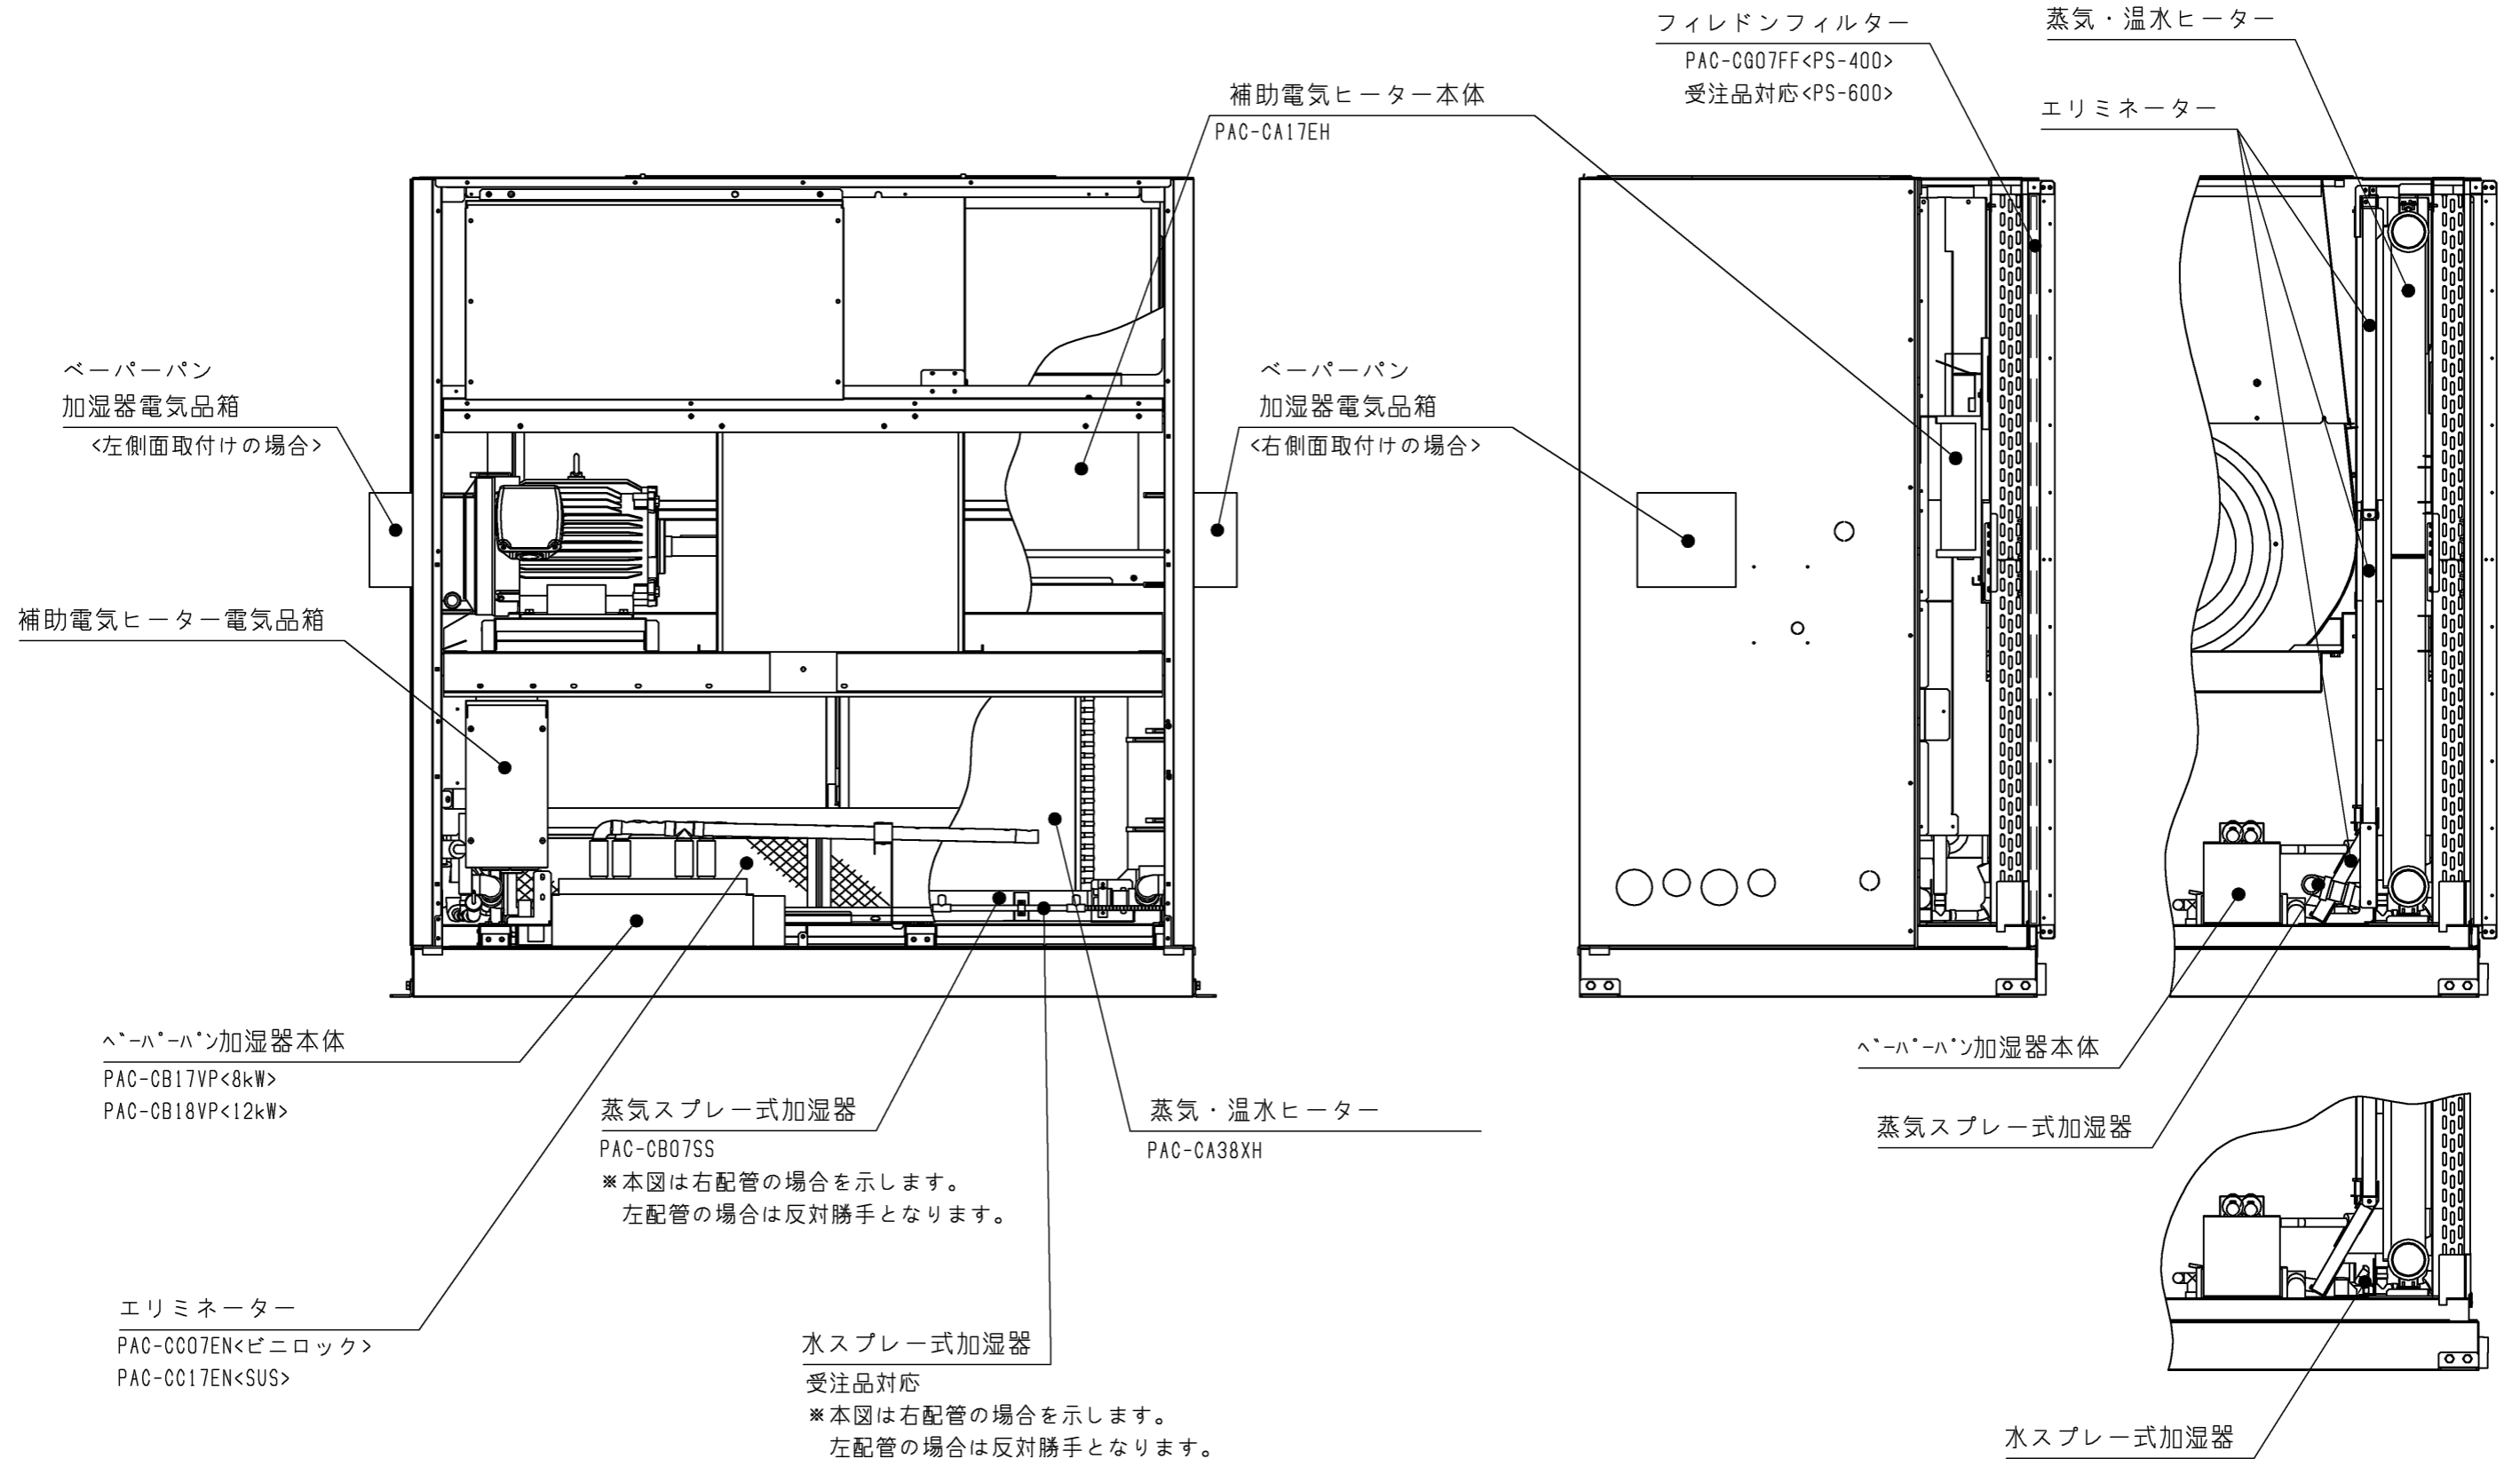 フィレドンフィルター
PAC-CG07FF<PS-400>
受注品対応<PS-600>
蒸気・温水ヒーター
エリミネーター
補助電気ヒーター本体
PAC-CA17EH
ベーパーパン
加湿器電気品箱
<左側面取付けの場合>
ベーパーパン
加湿器電気品箱
<右側面取付けの場合>
補助電気ヒーター電気品箱
ﾍﾞｰﾊﾟｰﾊﾟﾝ加湿器本体
PAC-CB17VP<8kW>
PAC-CB18VP<12kW>
蒸気スプレー式加湿器
PAC-CB07SS
※本図は右配管の場合を示します。
左配管の場合は反対勝手となります。
蒸気・温水ヒーター
PAC-CA38XH
ﾍﾞｰﾊﾟｰﾊﾟﾝ加湿器本体
蒸気スプレー式加湿器
エリミネーター
PAC-CC07EN<ビニロック>
PAC-CC17EN<SUS>
水スプレー式加湿器
受注品対応
※本図は右配管の場合を示します。
左配管の場合は反対勝手となります。
水スプレー式加湿器